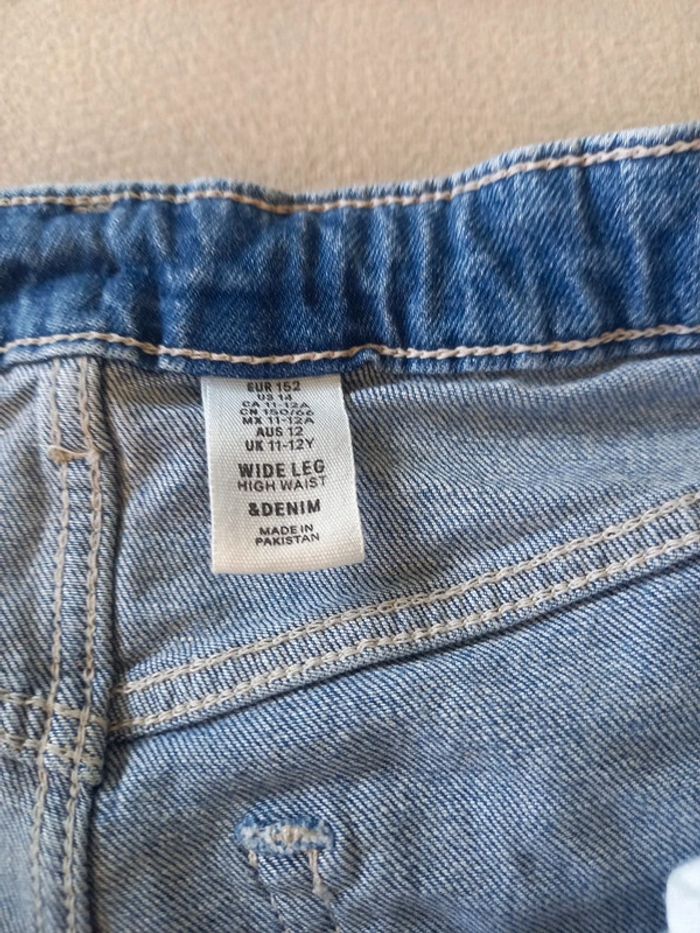 EUR 152
US 14
CA 11-12A
CN 150/66
MX 11-12A
AUS 12
UK 11-12Y
WIDE LEG
HIGH WAIST
&DENIM
MADE IN
PAKISTAN